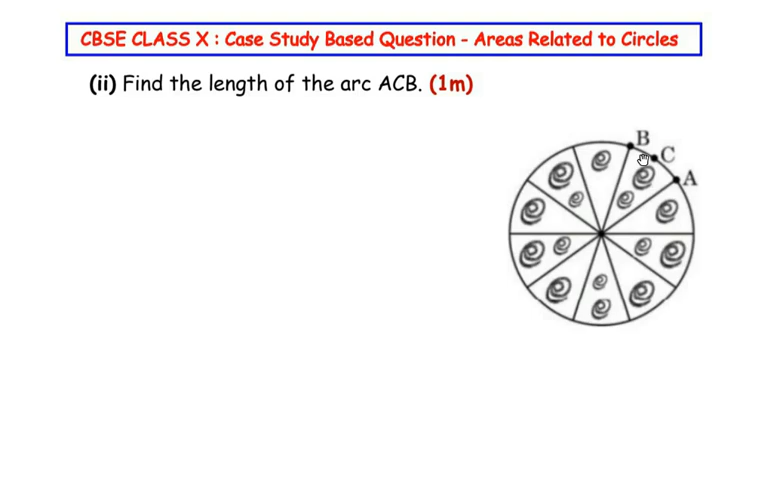 CBSE CLASS X : Case Study Based Question - Areas Related to Circles
(ii) Find the length of the arc ACB. (1m)
B
C
A